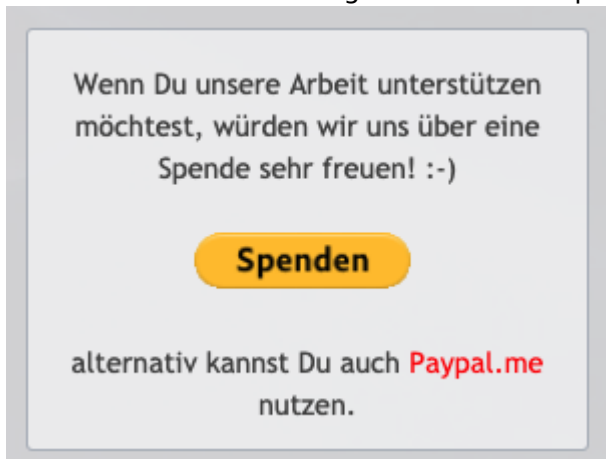 Wenn Du unsere Arbeit unterstützen
möchtest, würden wir uns über eine
Spende sehr freuen! :-)
Spenden
alternativ kannst Du auch Paypal.me
nutzen.